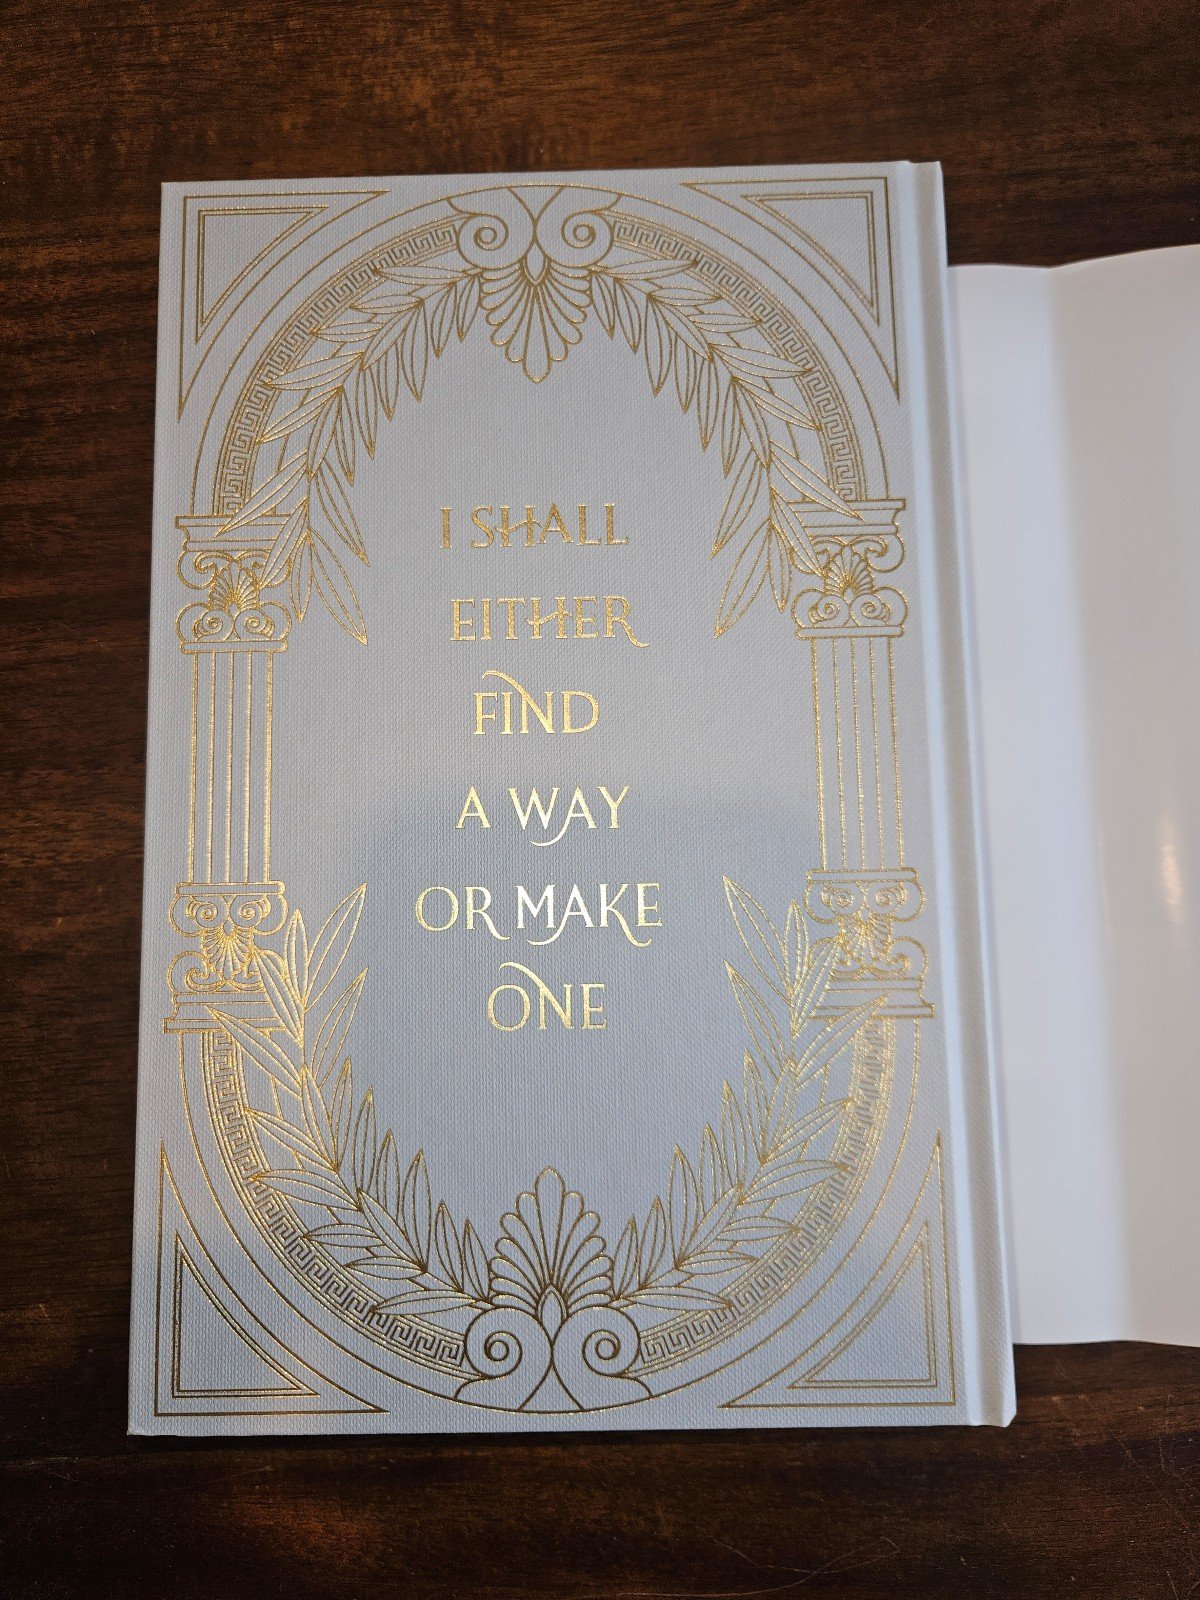 I SHALL
EITHER
FIND
A WAY
OR MAKE
ONE